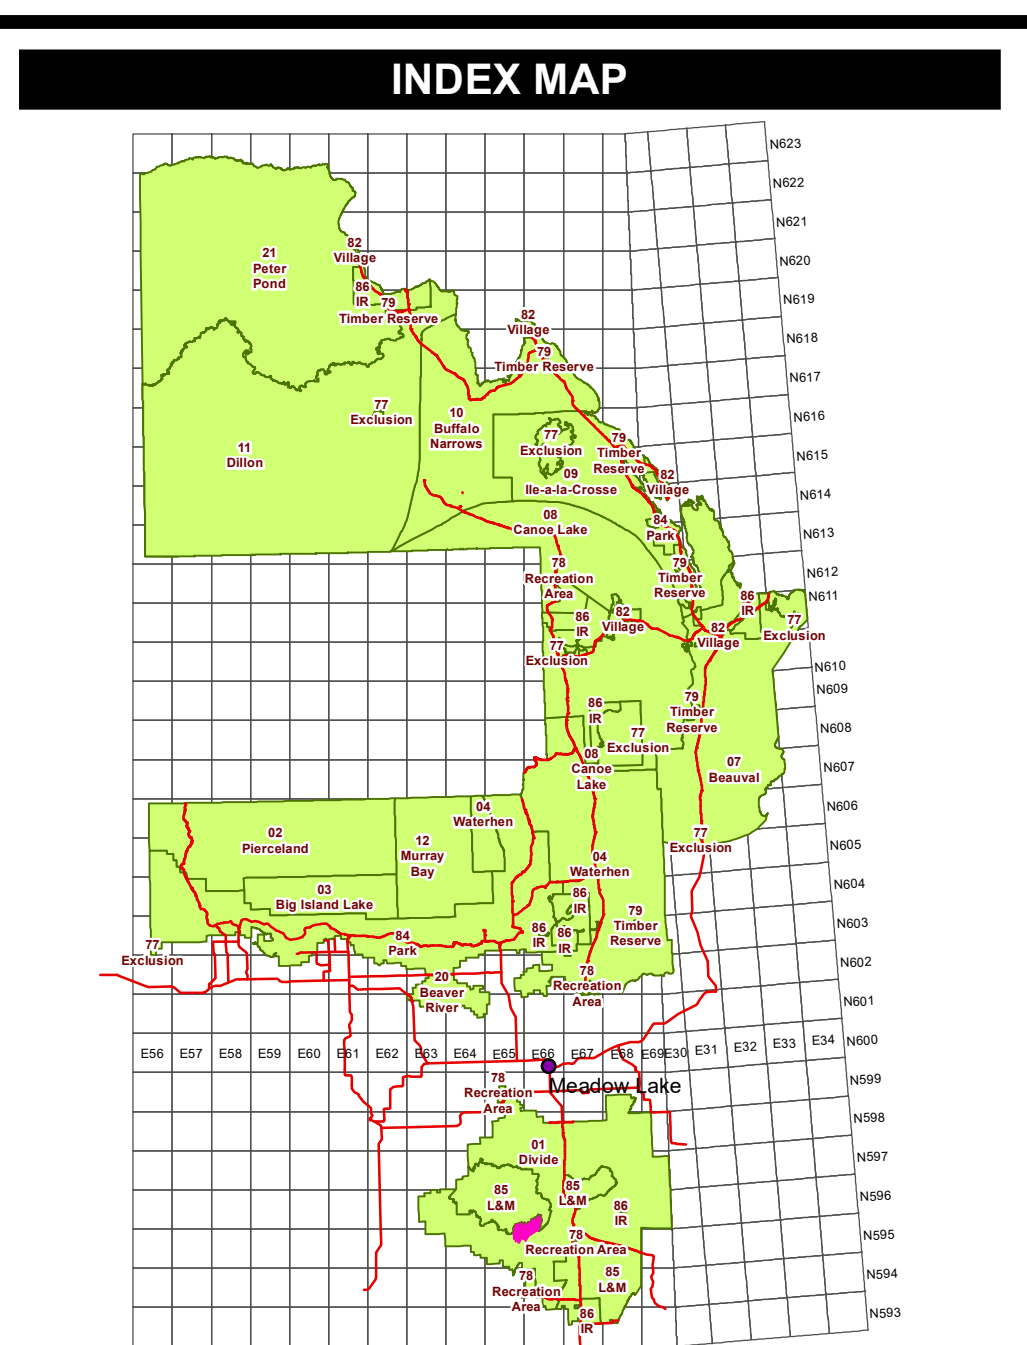 INDEX MAP
N623
N622
N621
N620
N619
N618
N617
N616
N615
N614
N613
N612
N611
N610
N609
N608
N607
N606
N605
N604
N603
N602
N601
N600
N599
N598
N597
N596
N595
N594
N593
21
Peter
Pond
82
Village
86
IR
79
Timber Reserve
82
Village
79
Timber Reserve
77
Exclusion
10
Buffalo
Narrows
11
Dillon
77
Exclusion
79
Timber
Reserve
09
Ile-a-la-Crosse
82
Village
08
Canoe Lake
84
Park
78
Recreation
Area
79
Timber
Reserve
86
IR
82
Village
86
IR
77
Exclusion
82
Village
77
Exclusion
86
IR
79
Timber
Reserve
77
Exclusion
08
Canoe
Lake
07
Beauval
04
Waterhen
02
Pierceland
12
Murray
Bay
77
Exclusion
04
Waterhen
03
Big Island Lake
86
IR
79
Timber
Reserve
86
IR
86
IR
84
Park
77
Exclusion
78
Recreation
Area
20
Beaver
River
E56 E57 E58 E59 E60 E61 E62 E63 E64 E65 E66 E67 E68 E69 E30 E31 E32 E33 E34
Meadow Lake
78
Recreation
Area
01
Divide
85
L&M
85
L&M
86
IR
78
Recreation Area
78
Recreation
Area
85
L&M
86
IR